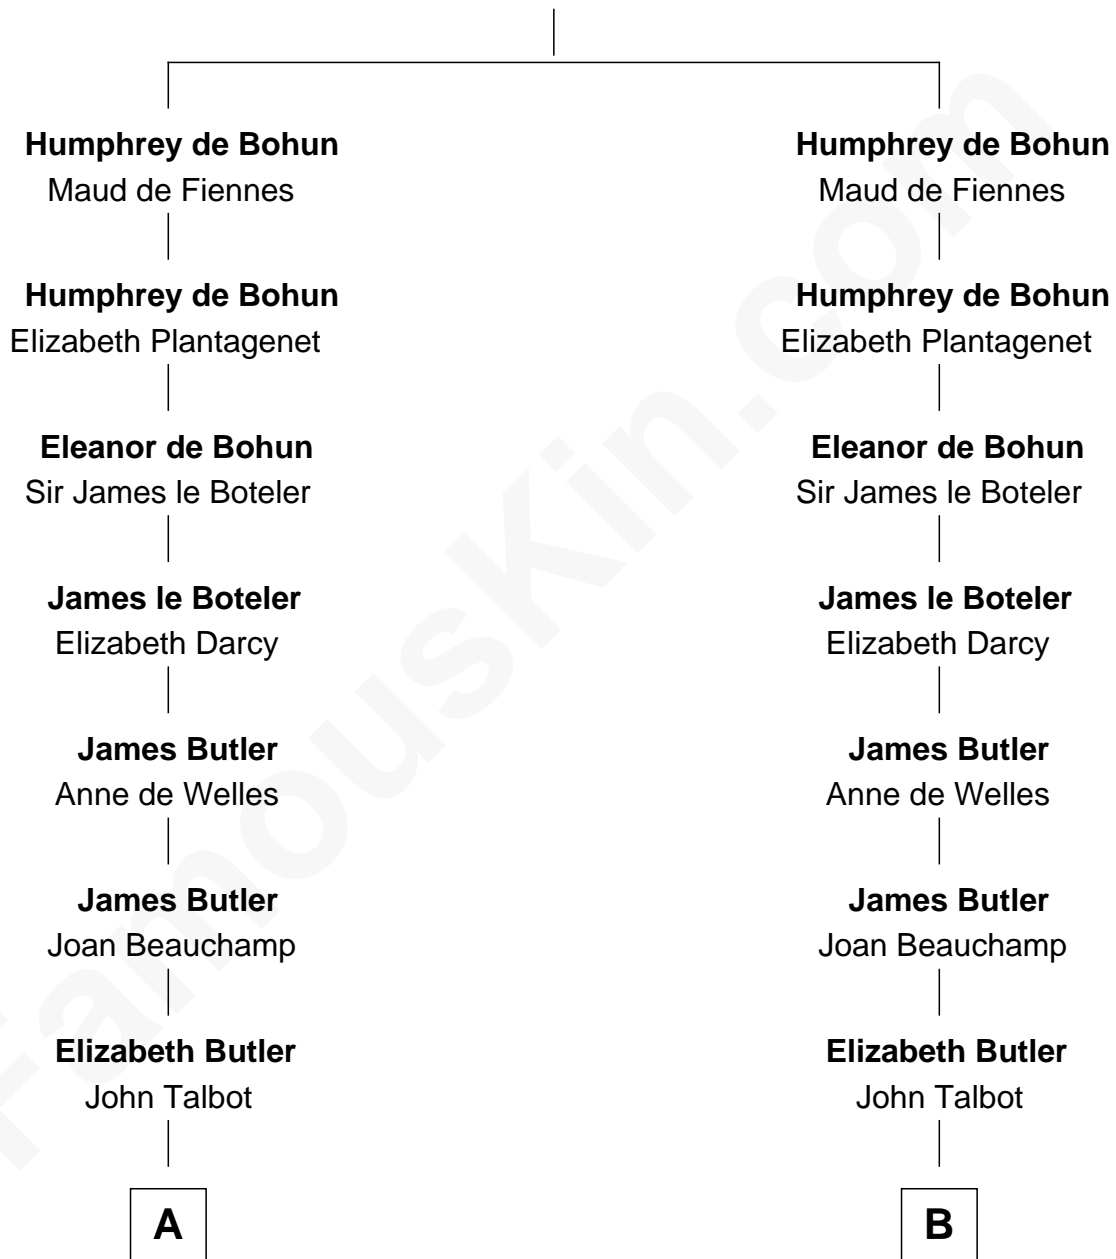 Humphrey de Bohun Humphrey de Bohun
Maud de Fiennes Maud de Fiennes
Humphrey de Bohun Humphrey de Bohun
Elizabeth Plantagenet Elizabeth Plantagenet
Eleanor de Bohun Eleanor de Bohun
Sir James le Boteler Sir James le Boteler
James le Boteler James le Boteler
Elizabeth Darcy Elizabeth Darcy
James Butler James Butler
Anne de Welles Anne de Welles
James Butler James Butler
Joan Beauchamp Joan Beauchamp
Elizabeth Butler Elizabeth Butler
John Talbot John Talbot
A B
FamousKin.com